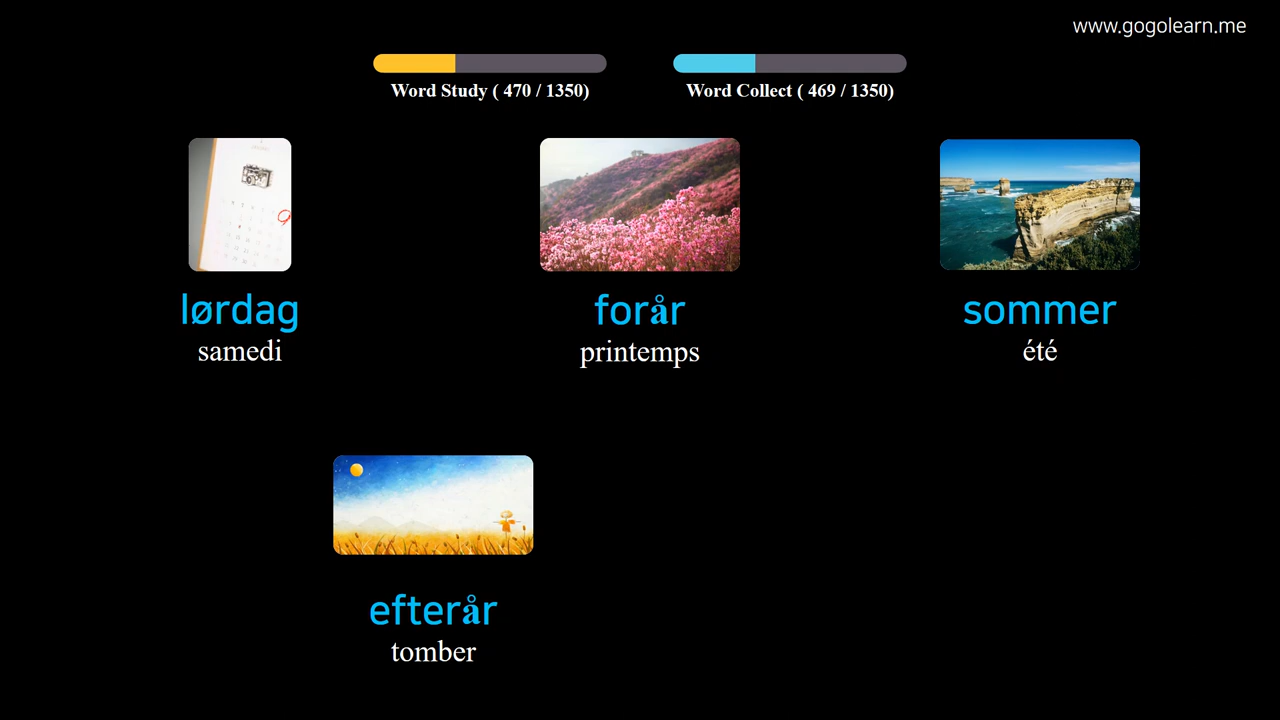 www.gogolearn.me
Word Study ( 470 / 1350)
Word Collect ( 469 / 1350)
lørdag
samedi
forår
printemps
sommer
été
efterår
tomber